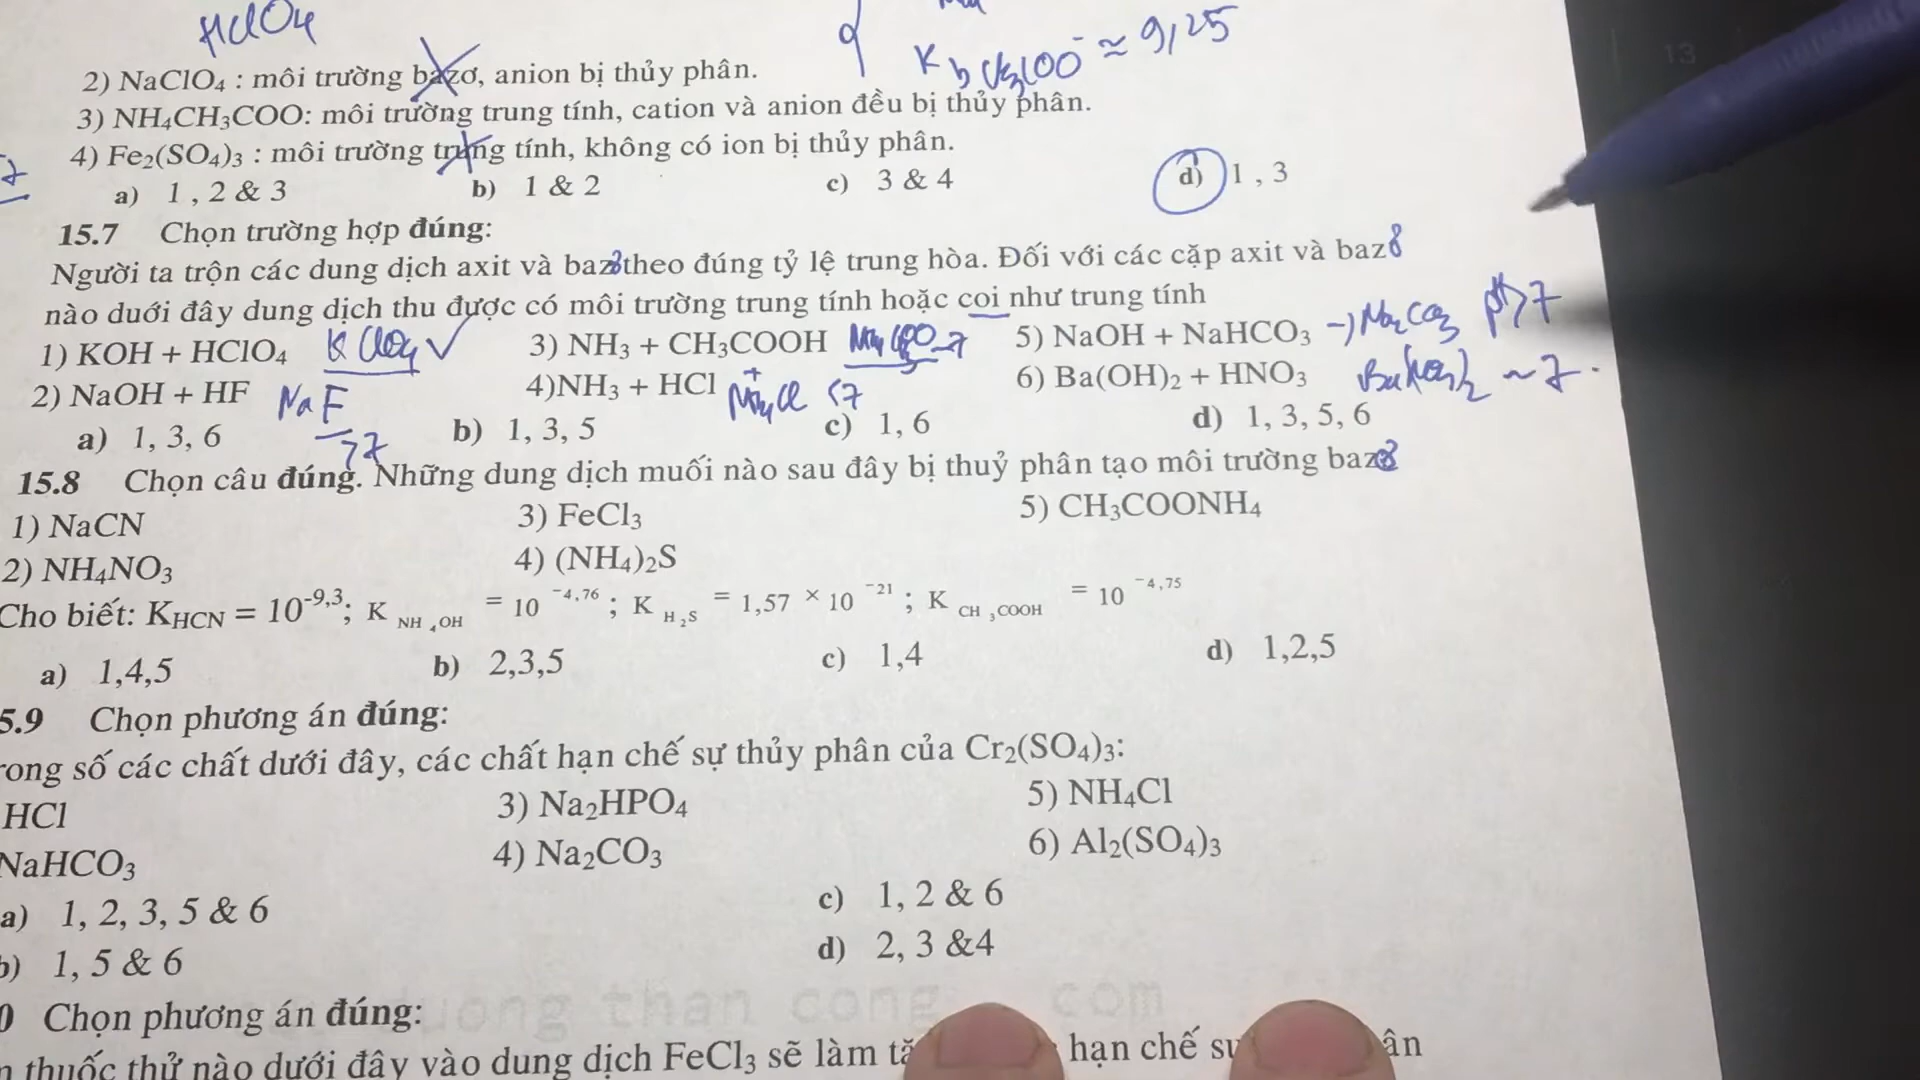 HClO4
K b CH3COO⁻ ≈ 9,25
2) NaClO4 : môi trường bazơ, anion bị thủy phân.
3) NH4CH3COO: môi trường trung tính, cation và anion đều bị thủy phân.
4) Fe2(SO4)3 : môi trường trung tính, không có ion bị thủy phân.
7
a) 1 , 2 & 3 b) 1 & 2 c) 3 & 4 d) 1 , 3
15.7 Chọn trường hợp đúng:
Người ta trộn các dung dịch axit và baz theo đúng tỷ lệ trung hòa. Đối với các cặp axit và baz
nào duới đây dung dịch thu được có môi trường trung tính hoặc coi như trung tính
1) KOH + HClO4 KClO4 ✓ 3) NH3 + CH3COOH 5) NaOH + NaHCO3 → Na2CO3 pH>7
2) NaOH + HF NaF >7 4)NH3 + HCl NH4Cl <7 6) Ba(OH)2 + HNO3 Ba(NO3)2 ~ 7.
a) 1, 3, 6 b) 1, 3, 5 c) 1, 6 d) 1, 3, 5, 6
15.8 Chọn câu đúng. Những dung dịch muối nào sau đây bị thuỷ phân tạo môi trường baz
1) NaCN 3) FeCl3 5) CH3COONH4
2) NH4NO3 4) (NH4)2S
Cho biết: KHCN = 10^-9,3; K NH4OH = 10^-4,76 ; K H2S = 1,57 × 10^-21 ; K CH3COOH = 10^-4,75
a) 1,4,5 b) 2,3,5 c) 1,4 d) 1,2,5
5.9 Chọn phương án đúng:
rong số các chất dưới đây, các chất hạn chế sự thủy phân của Cr2(SO4)3:
HCl 3) Na2HPO4 5) NH4Cl
NaHCO3 4) Na2CO3 6) Al2(SO4)3
a) 1, 2, 3, 5 & 6 c) 1, 2 & 6
b) 1, 5 & 6 d) 2, 3 &4
uong than cong . com
0 Chọn phương án đúng:
thuốc thử nào dưới đây vào dung dịch FeCl3 sẽ làm hạn chế